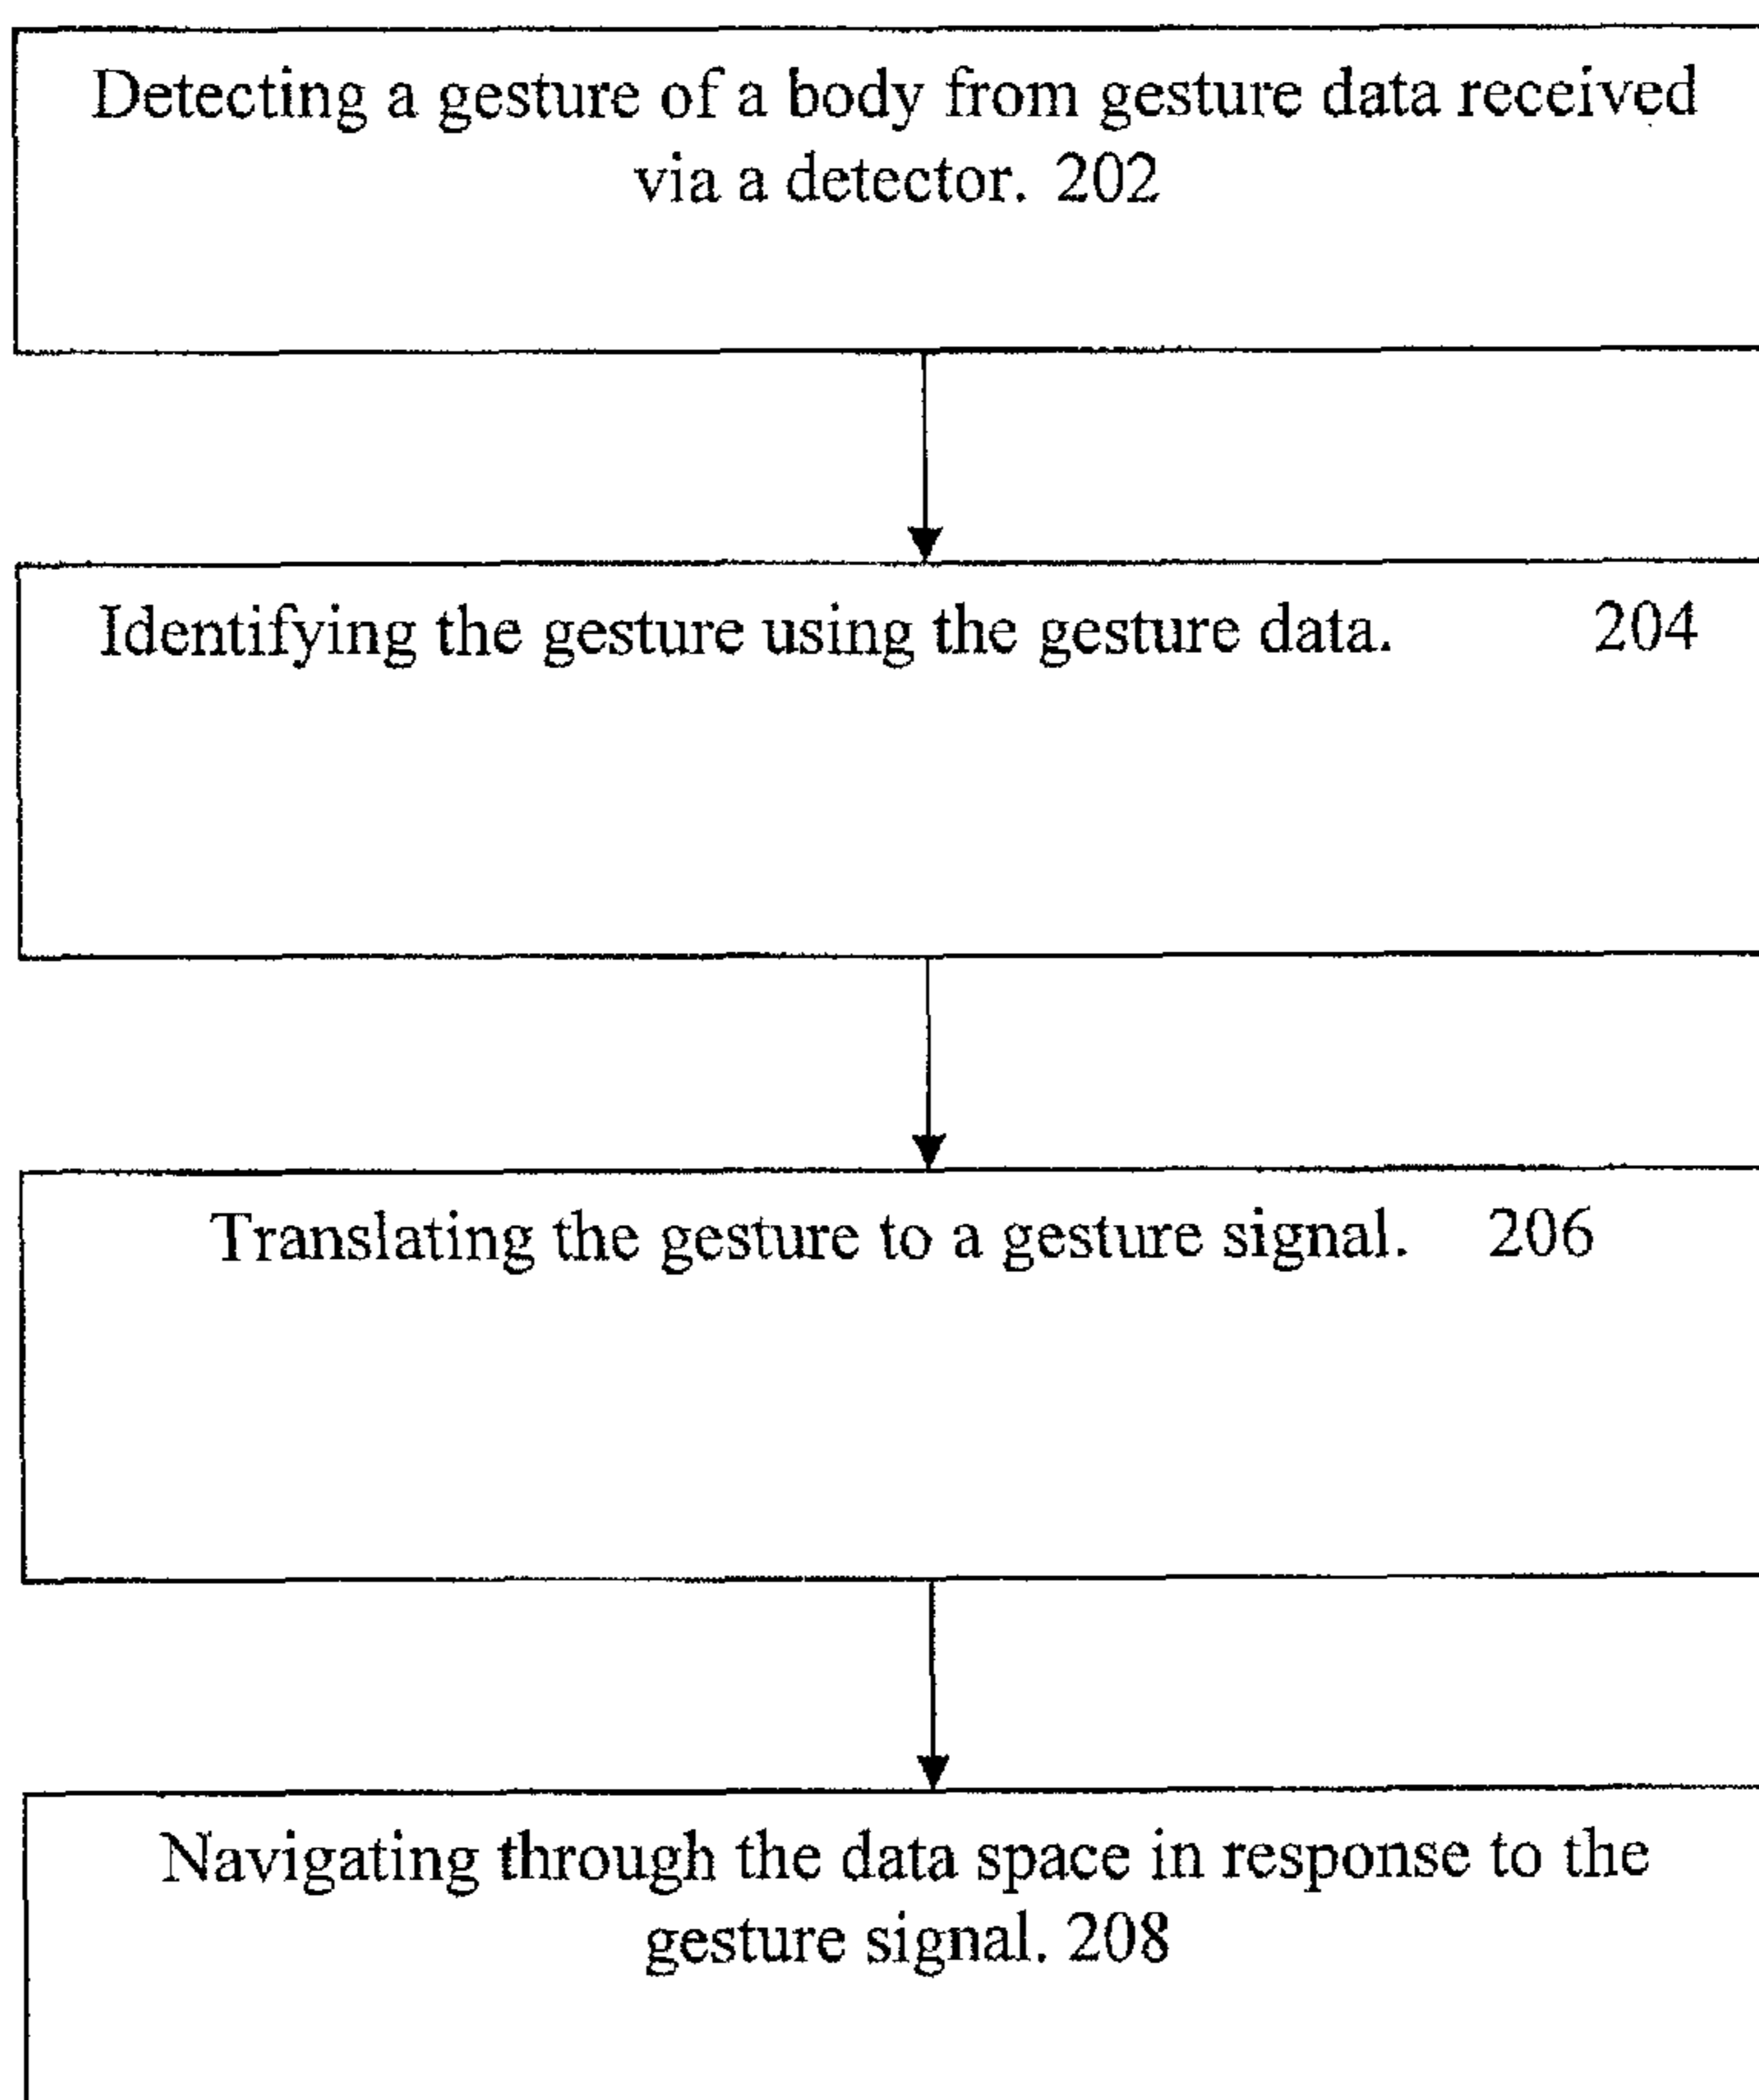 Detecting a gesture of a body from gesture data received
via a detector. 202
Identifying the gesture using the gesture data. 204
Translating the gesture to a gesture signal. 206
Navigating through the data space in response to the
gesture signal. 208